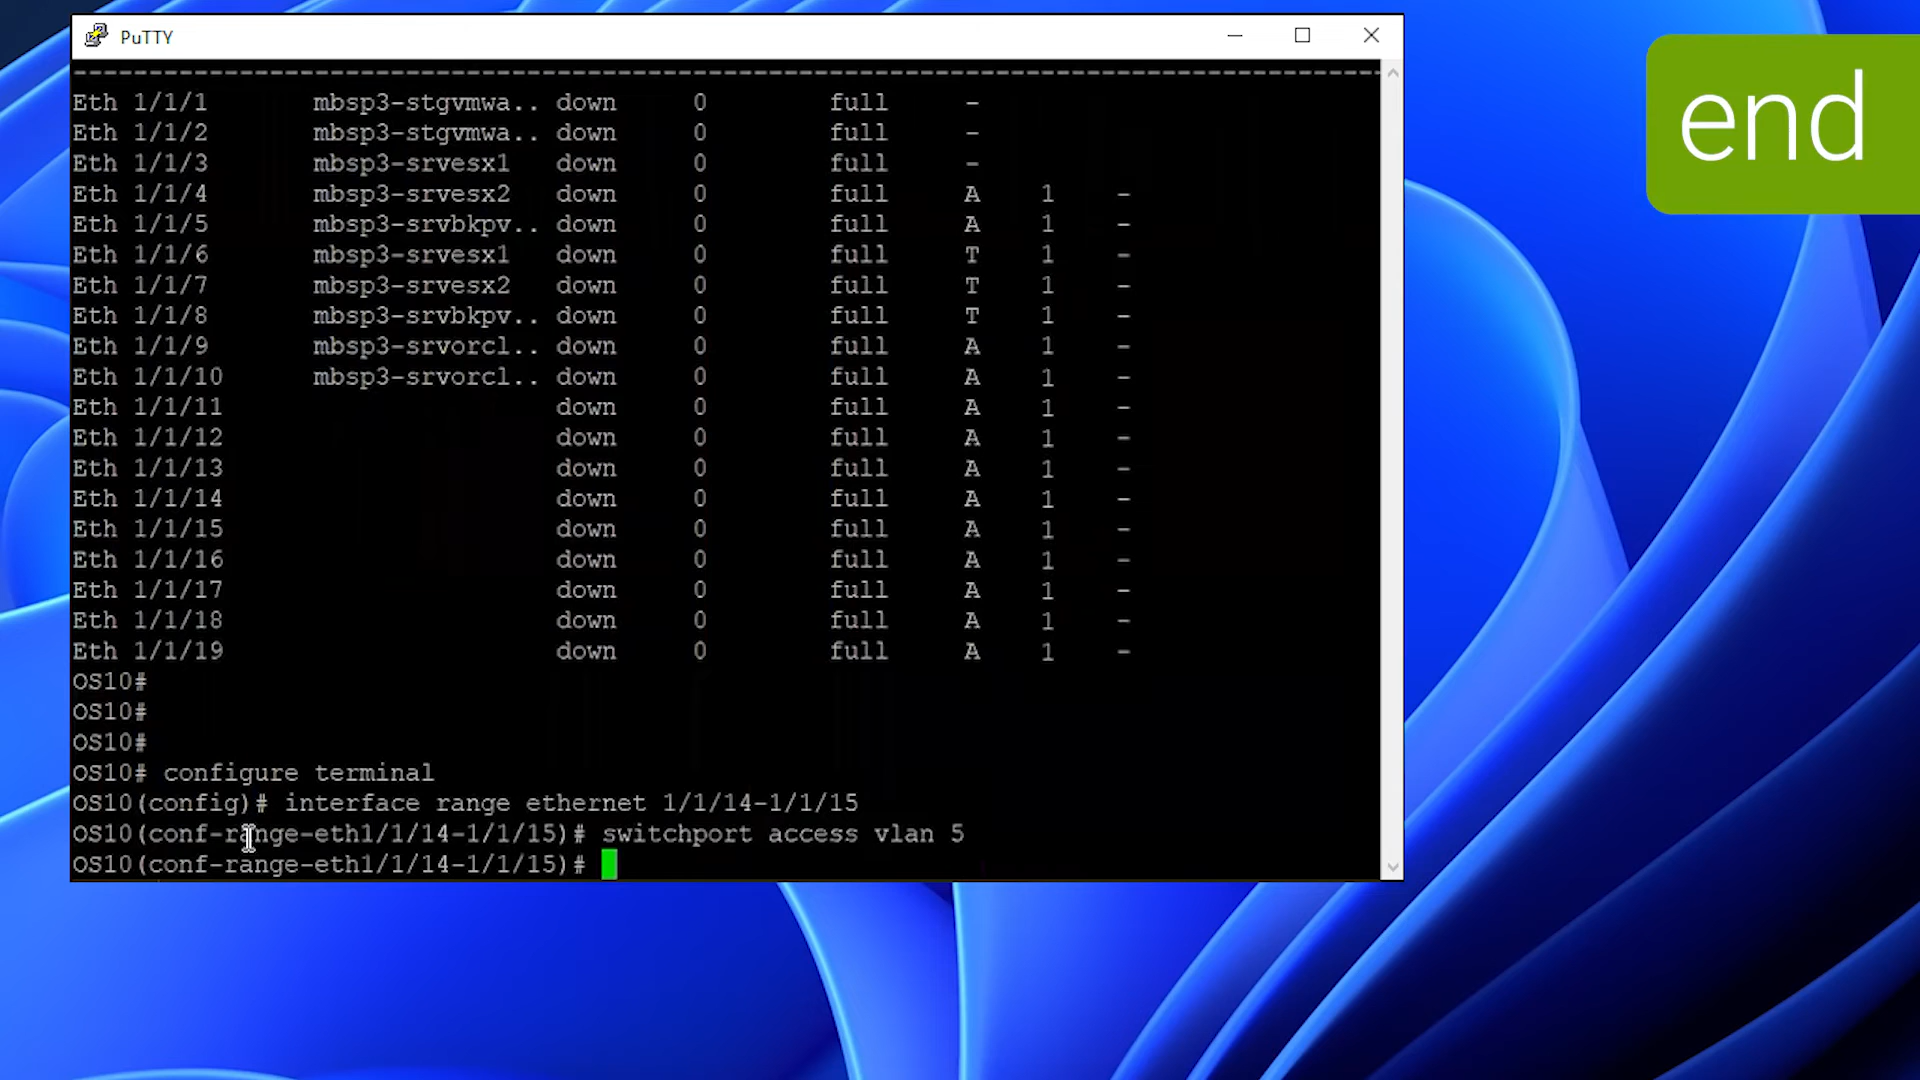 PuTTY
end
--------------------------------------------------------------------------------------
Eth 1/1/1 mbsp3-stgvmwa.. down 0 full -
Eth 1/1/2 mbsp3-stgvmwa.. down 0 full -
Eth 1/1/3 mbsp3-srvesx1 down 0 full -
Eth 1/1/4 mbsp3-srvesx2 down 0 full A 1 -
Eth 1/1/5 mbsp3-srvbkpv.. down 0 full A 1 -
Eth 1/1/6 mbsp3-srvesx1 down 0 full T 1 -
Eth 1/1/7 mbsp3-srvesx2 down 0 full T 1 -
Eth 1/1/8 mbsp3-srvbkpv.. down 0 full T 1 -
Eth 1/1/9 mbsp3-srvorcl.. down 0 full A 1 -
Eth 1/1/10 mbsp3-srvorcl.. down 0 full A 1 -
Eth 1/1/11 down 0 full A 1 -
Eth 1/1/12 down 0 full A 1 -
Eth 1/1/13 down 0 full A 1 -
Eth 1/1/14 down 0 full A 1 -
Eth 1/1/15 down 0 full A 1 -
Eth 1/1/16 down 0 full A 1 -
Eth 1/1/17 down 0 full A 1 -
Eth 1/1/18 down 0 full A 1 -
Eth 1/1/19 down 0 full A 1 -
OS10#
OS10#
OS10#
OS10# configure terminal
OS10(config)# interface range ethernet 1/1/14-1/1/15
OS10(conf-range-eth1/1/14-1/1/15)# switchport access vlan 5
OS10(conf-range-eth1/1/14-1/1/15)#